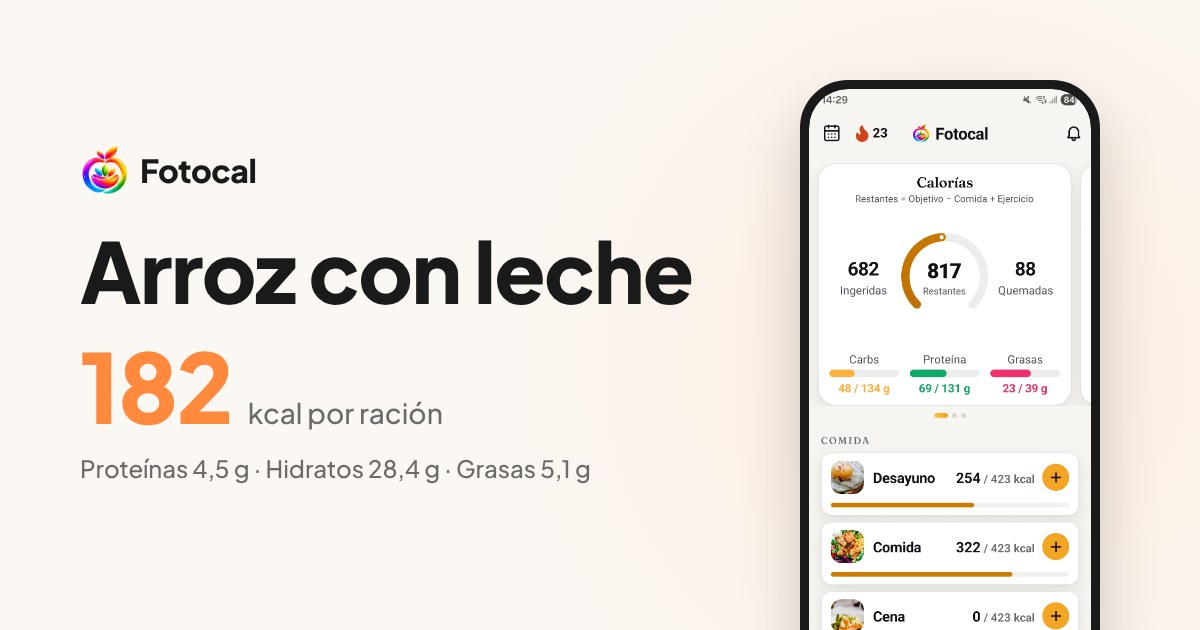 Fotocal
Arroz con leche
182 kcal por ración
Proteínas 4,5 g · Hidratos 28,4 g · Grasas 5,1 g
14:29
84
23
Fotocal
Calorías
Restantes = Objetivo − Comida + Ejercicio
682
Ingeridas
817
Restantes
88
Quemadas
Carbs
48 / 134 g
Proteína
69 / 131 g
Grasas
23 / 39 g
COMIDA
Desayuno 254 / 423 kcal +
Comida 322 / 423 kcal +
Cena 0 / 423 kcal +